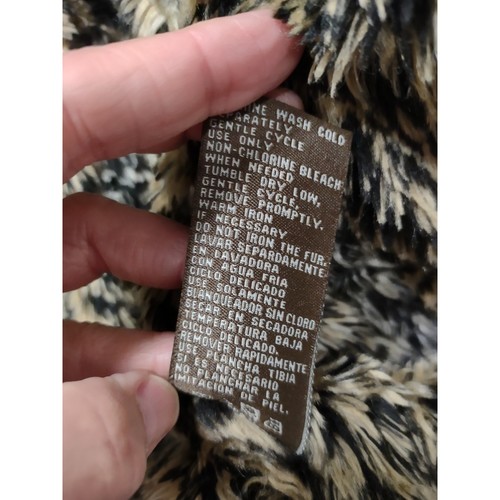 WASH COLD
SEPARATELY
GENTLE CYCLE
USE ONLY
NON-CHLORINE BLEACH
WHEN NEEDED
TUMBLE DRY LOW,
GENTLE CYCLE,
REMOVE PROMPTLY.
WARM IRON
IF NECESSARY
DO NOT IRON THE FUR.
LAVAR SEPARDAMENTE
EN LAVADORA
CON AGUA FRIA
CICLO DELICADO
USE SOLAMENTE
BLANQUEADOR SIN CLORO
SECAR EN SECADORA
TEMPERATURA BAJA
CICLO DELICADO.
REMOVER RAPIDAMENTE
USE PLANCHA TIBIA
SI ES NECESARIO
NO PLANCHAR LA
IMITACION DE PIEL.